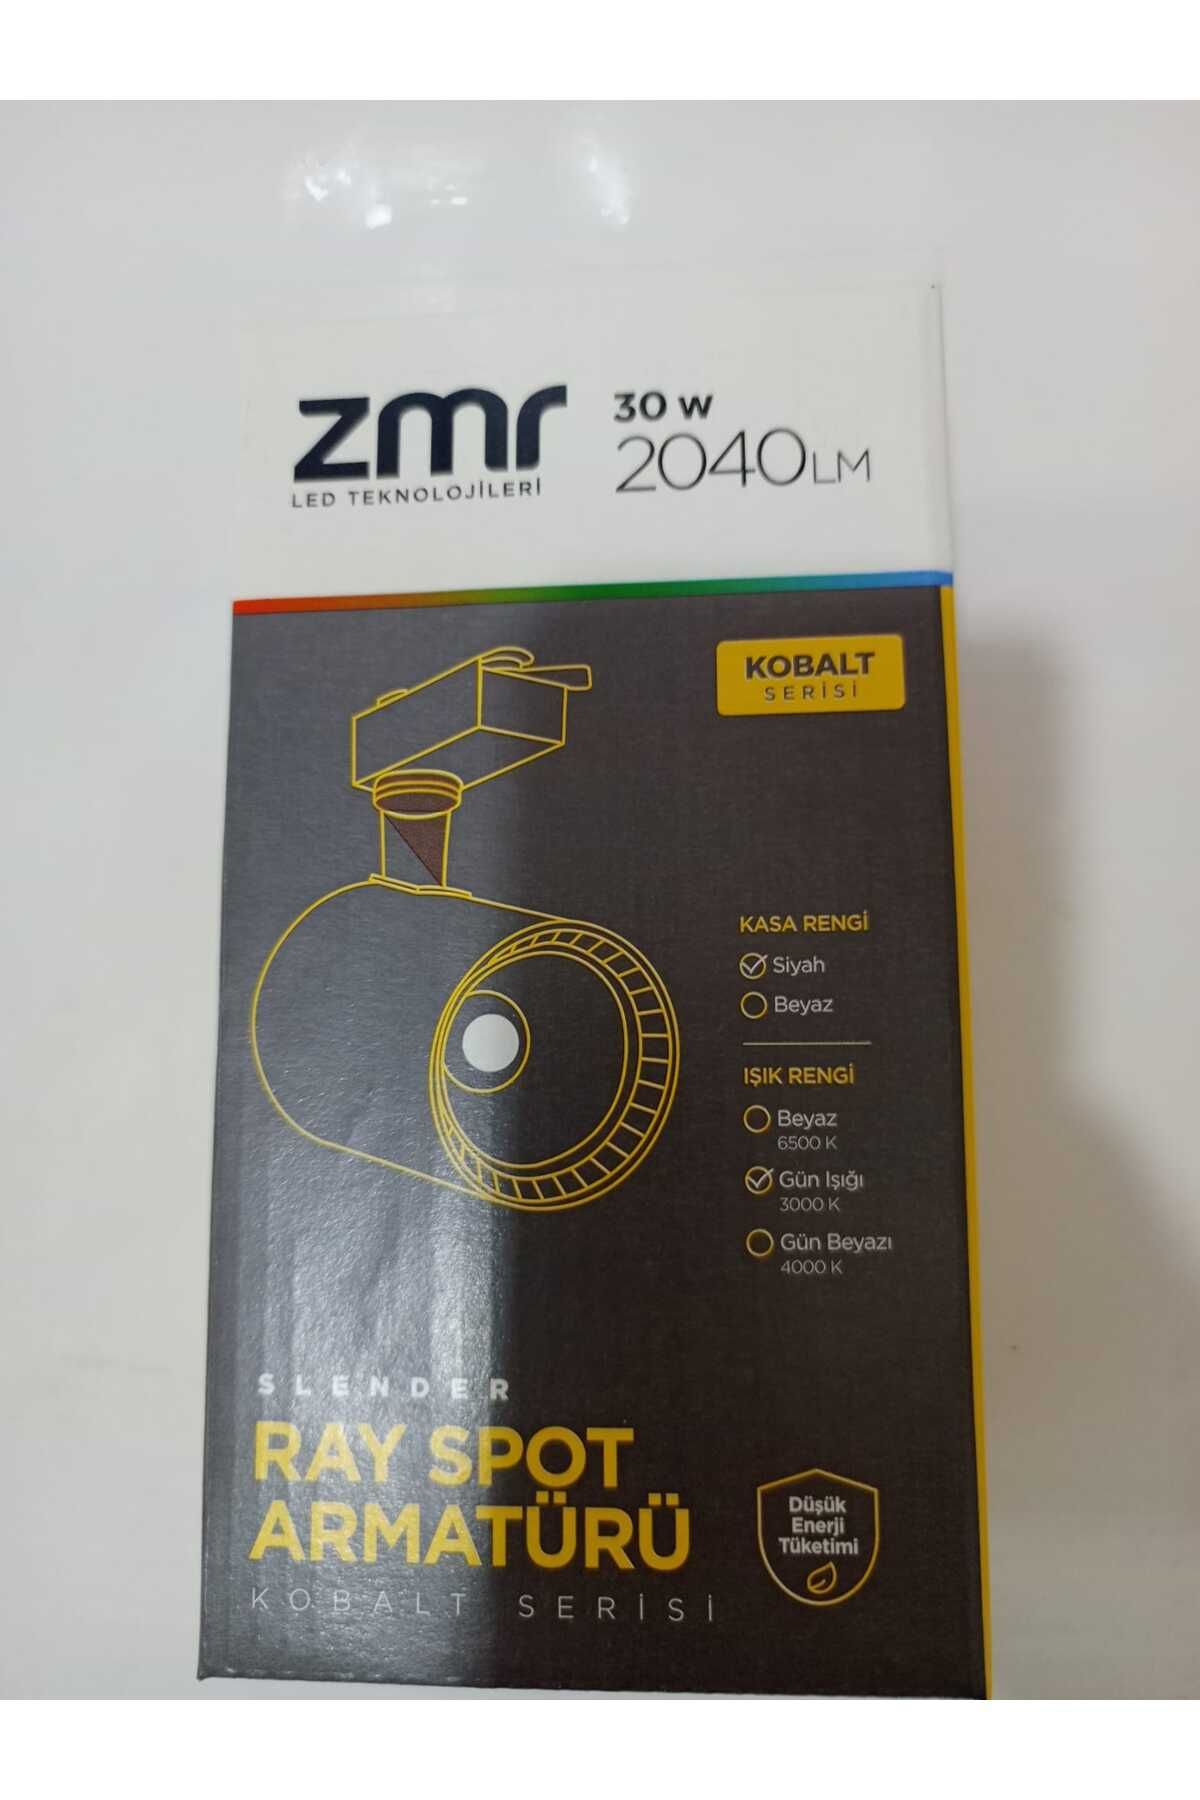 zmr
LED TEKNOLOJİLERİ
30 W
2040LM
KOBALT
SERİSİ
KASA RENGİ
Siyah
Beyaz
IŞIK RENGİ
Beyaz
6500 K
Gün Işığı
3000 K
Gün Beyazı
4000 K
SLENDER
RAY SPOT
ARMATÜRÜ
KOBALT SERİSİ
Düşük
Enerji
Tüketimi